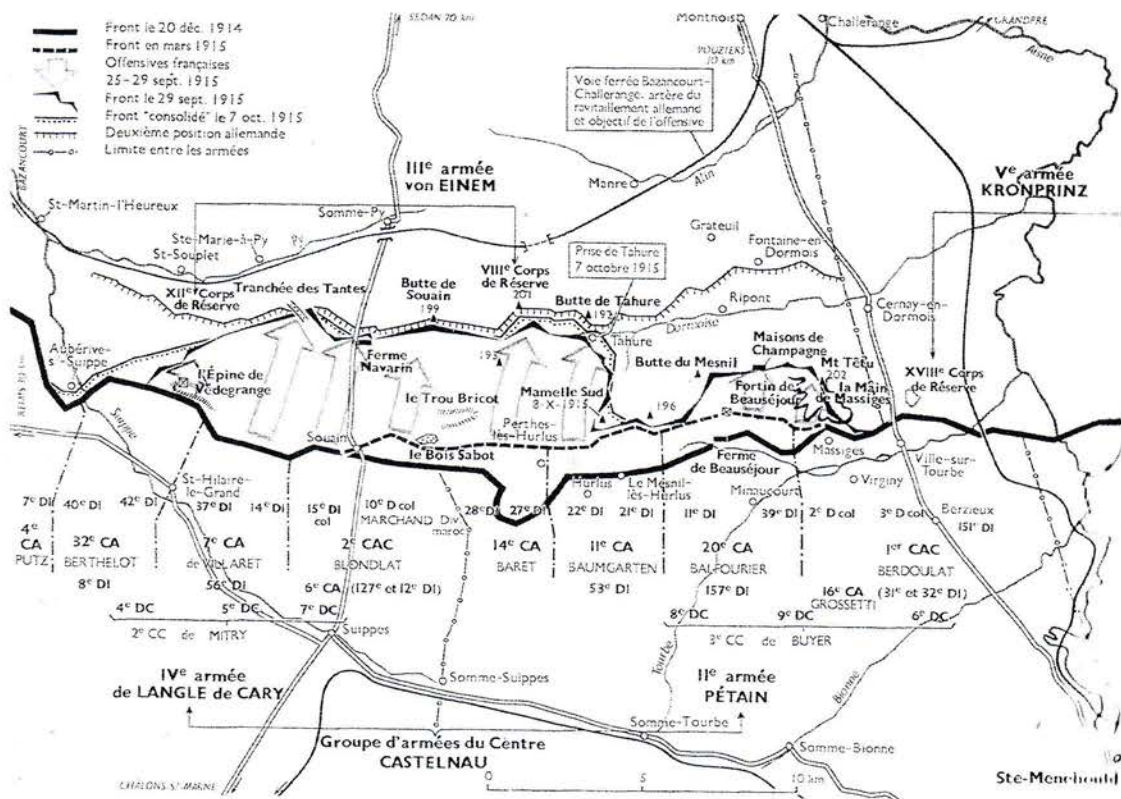 SEDAN 70 km
Monthois
Challerange
GRANDPRÉ
Aisne
VOUZIERS
10 km
Front le 20 déc. 1914
Front en mars 1915
Offensives françaises
25-29 sept. 1915
Front le 29 sept. 1915
Front "consolidé" le 7 oct. 1915
Deuxième position allemande
Limite entre les armées
Voie ferrée Bazancourt-
Challerange, artère du
ravitaillement allemand
et objectif de l'offensive
BAZANCOURT
IIIe armée
von EINEM
Ve armée
KRONPRINZ
Manre
Alin
St-Martin-l'Heureux
Somme-Py
Ste-Marie-à-Py
Py
St-Souplet
Grateuil
Fontaine-en-
Dormois
Prise de Tahure
7 octobre 1915
XIIe Corps
de Réserve
Tranchée des Tantes
Butte de
Souain
199
VIIIe Corps
de Réserve
201
Butte de Tahure
192
Ripont
Dormoise
Cernay-en-
Dormois
Tahure
Aubérive-
s-Suippe
REIMS 10 km
Suippe
l'Épine de
Védegrange
Ferme
Navarin
193
Butte du Mesnil
Maisons de
Champagne
Mt Têtu
202
la Main
de Massiges
XVIIIe Corps
de Réserve
le Trou Bricot
Mamelle Sud
8-X-1915
196
Fortin de
Beauséjour
Souain
Perthes-
lès-Hurlus
le Bois Sabot
Ferme
de Beauséjour
Massiges
Ville-sur-
Tourbe
St-Hilaire-
le-Grand
Hurlus
Le Mesnil-
lès-Hurlus
Minaucourt
Virginy
Berzieux
7e DI
40e DI
42e DI
37e DI
14e DI
15e DI
col
10e D col
Div.
maroc
28e DI
27e DI
22e DI
21e DI
11e DI
39e DI
2e D col
3e D col
151e DI
4e
CA
PUTZ
32e CA
BERTHELOT
7e CA
de VILLARET
2e CAC
BLONDLAT
MARCHAND
14e CA
BARET
11e CA
BAUMGARTEN
20e CA
BALFOURIER
1er CAC
BERDOULAT
8e DI
56e DI
6e CA (127e et 12e DI)
53e DI
157e DI
16e CA (31e et 32e DI)
GROSSETTI
4e DC
5e DC
7e DC
8e DC
9e DC
6e DC
2e CC de MITRY
Suippes
3e CC de BUYER
IVe armée
de LANGLE de CARY
Somme-Suippes
Tourbe
IIe armée
PÉTAIN
Bionne
Somme-Tourbe
Groupe d'armées du Centre
CASTELNAU
Somme-Bionne
CHALONS-S-MARNE
0
5
10 km
Ste-Menehould